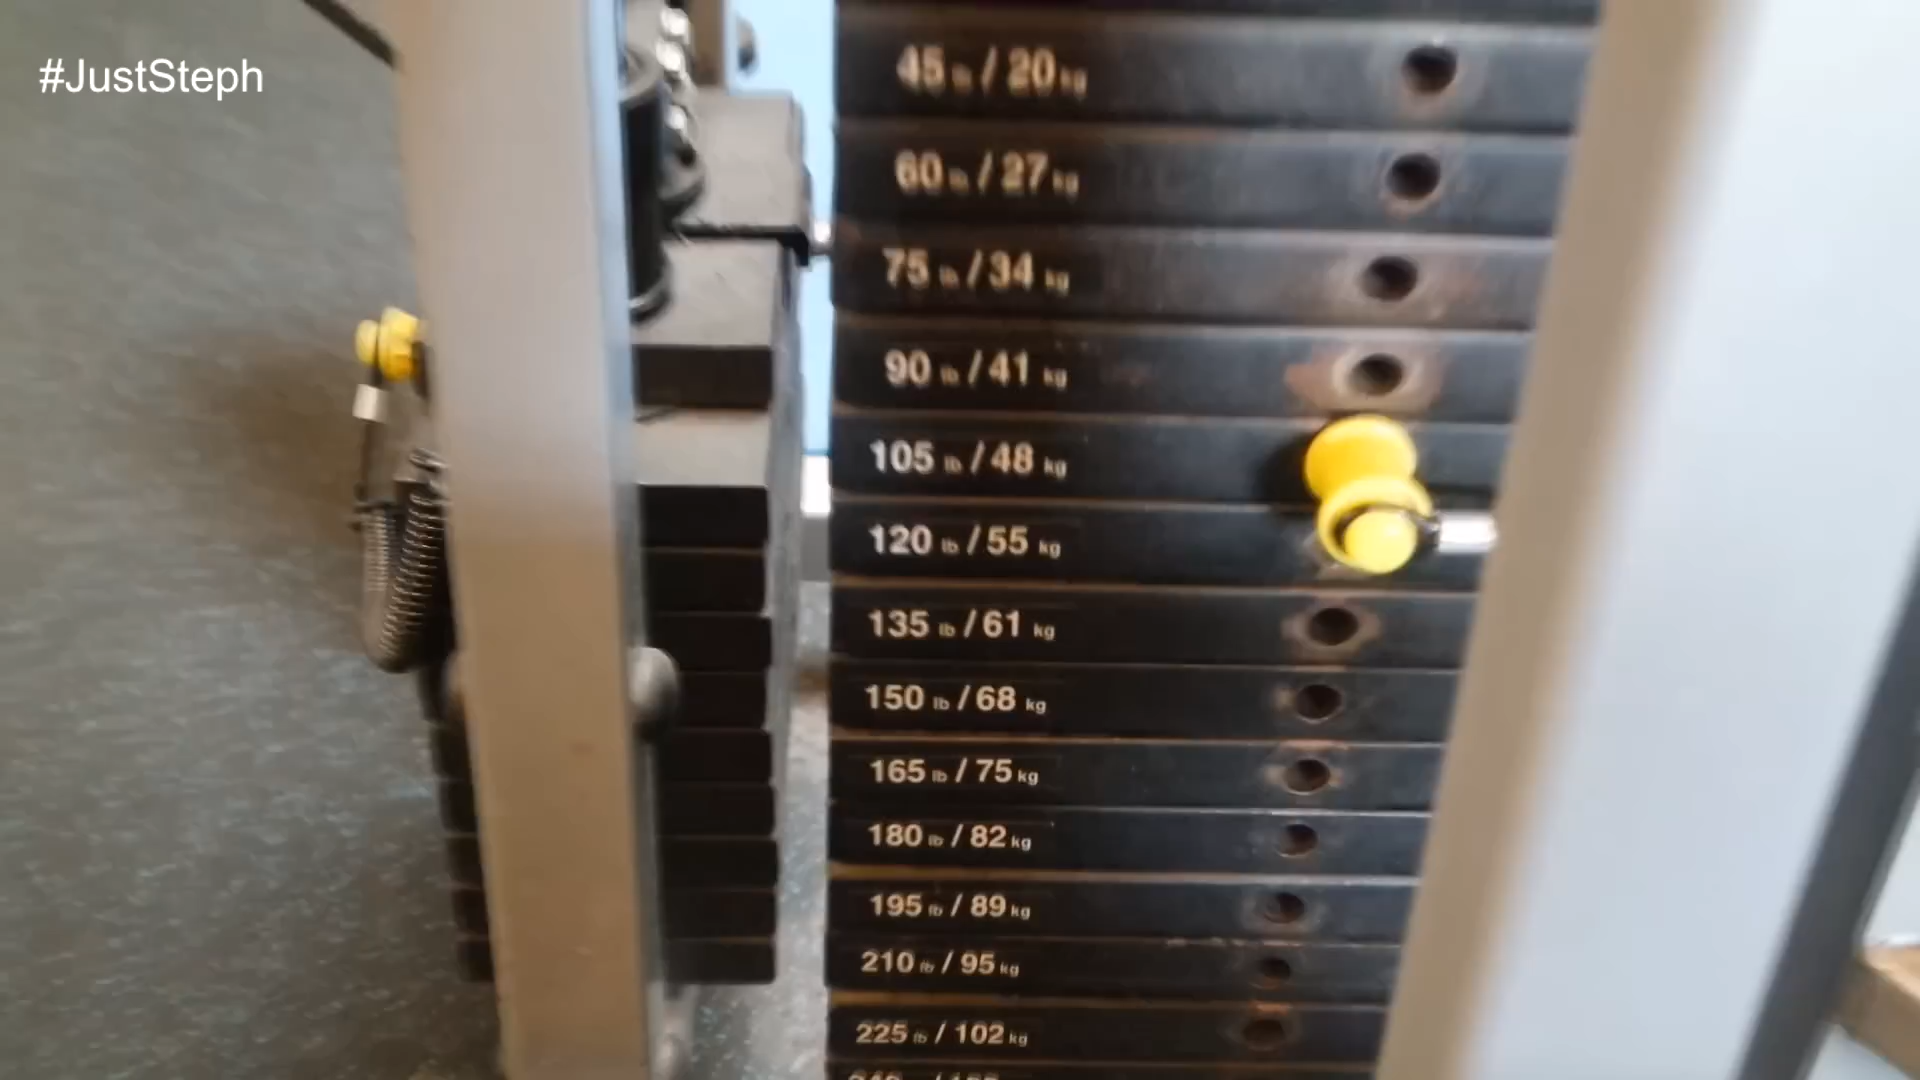 #JustSteph
45 lb / 20 kg
60 lb / 27 kg
75 lb / 34 kg
90 lb / 41 kg
105 lb / 48 kg
120 lb / 55 kg
135 lb / 61 kg
150 lb / 68 kg
165 lb / 75 kg
180 lb / 82 kg
195 lb / 89 kg
210 lb / 95 kg
225 lb / 102 kg